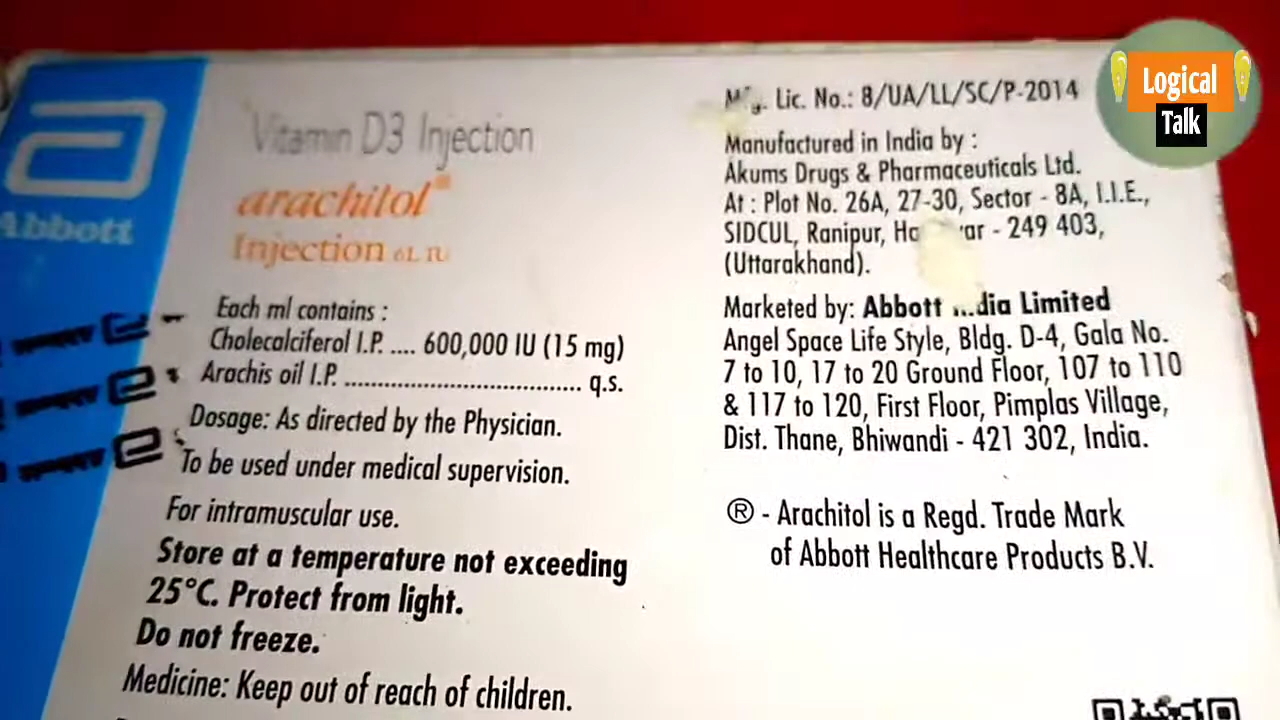 Logical
Talk
Abbott
Vitamin D3 Injection
arachitol®
Injection 6L IU
Each ml contains :
Cholecalciferol I.P. .... 600,000 IU (15 mg)
Arachis oil I.P. ........................................ q.s.
Dosage: As directed by the Physician.
To be used under medical supervision.
For intramuscular use.
Store at a temperature not exceeding
25°C. Protect from light.
Do not freeze.
Medicine: Keep out of reach of children.
Lic. No.: 8/UA/LL/SC/P-2014
Manufactured in India by :
Akums Drugs & Pharmaceuticals Ltd.
At : Plot No. 26A, 27-30, Sector - 8A, I.I.E.,
SIDCUL, Ranipur, - 249 403,
(Uttarakhand).
Marketed by: Abbott Limited
Angel Space Life Style, Bldg. D-4, Gala No.
7 to 10, 17 to 20 Ground Floor, 107 to 110
& 117 to 120, First Floor, Pimplas Village,
Dist. Thane, Bhiwandi - 421 302, India.
® - Arachitol is a Regd. Trade Mark
of Abbott Healthcare Products B.V.